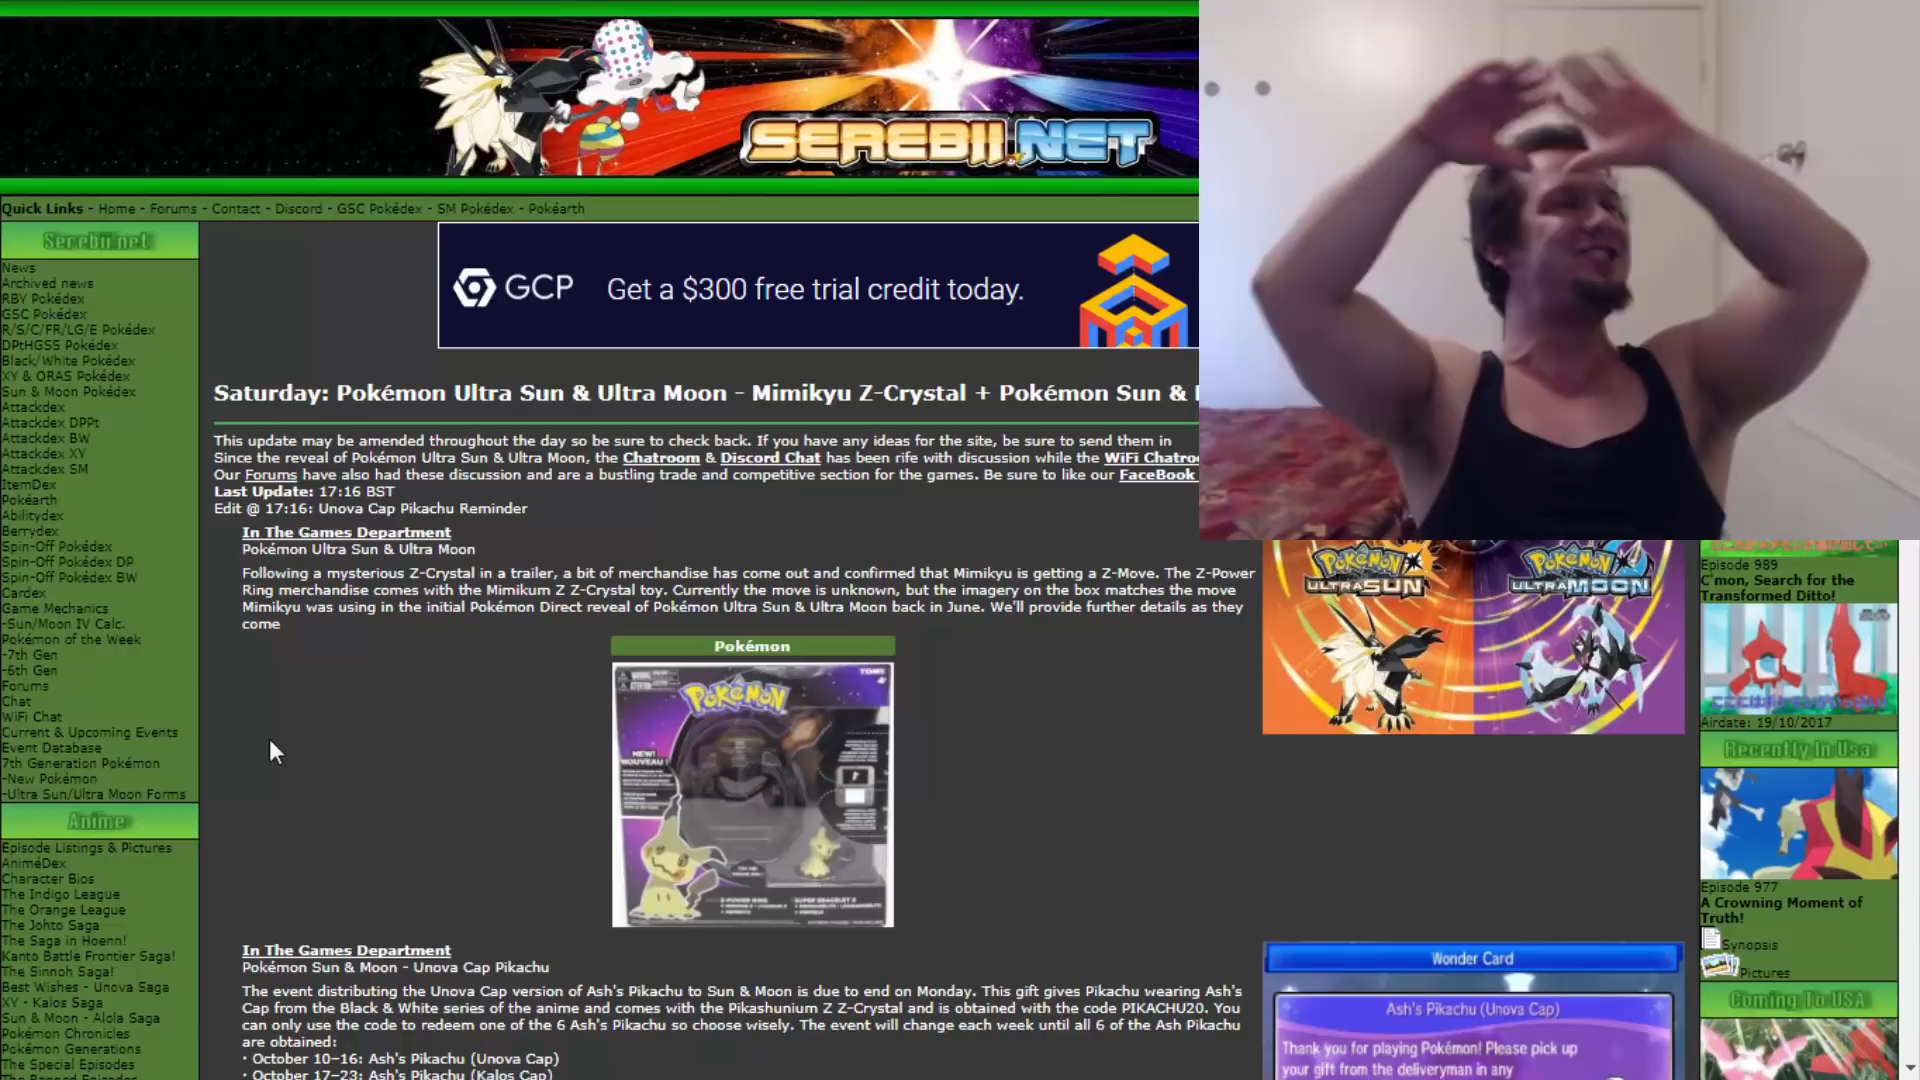 SEREBII.NET
Quick Links - Home - Forums - Contact - Discord - GSC Pokédex - SM Pokédex - Pokéarth
Serebii.net
News
Archived news
RBY Pokédex
GSC Pokédex
R/S/C/FR/LG/E Pokédex
DPtHGSS Pokédex
Black/White Pokédex
XY & ORAS Pokédex
Sun & Moon Pokédex
Attackdex
Attackdex DPPt
Attackdex BW
Attackdex XY
Attackdex SM
ItemDex
Pokéarth
Abilitydex
Berrydex
Spin-Off Pokédex
Spin-Off Pokédex DP
Spin-Off Pokédex BW
Cardex
Game Mechanics
-Sun/Moon IV Calc.
Pokémon of the Week
-7th Gen
-6th Gen
Forums
Chat
WiFi Chat
Current & Upcoming Events
Event Database
7th Generation Pokémon
-New Pokémon
-Ultra Sun/Ultra Moon Forms
Anime
Episode Listings & Pictures
AniméDex
Character Bios
The Indigo League
The Orange League
The Johto Saga
The Saga in Hoenn!
Kanto Battle Frontier Saga!
The Sinnoh Saga!
Best Wishes - Unova Saga
XY - Kalos Saga
Sun & Moon - Alola Saga
Pokémon Chronicles
Pokémon Generations
The Special Episodes
GCP Get a $300 free trial credit today.
Saturday: Pokémon Ultra Sun & Ultra Moon - Mimikyu Z-Crystal + Pokémon Sun &
This update may be amended throughout the day so be sure to check back. If you have any ideas for the site, be sure to send them in
Since the reveal of Pokémon Ultra Sun & Ultra Moon, the Chatroom & Discord Chat has been rife with discussion while the WiFi Chatro
Our Forums have also had these discussion and are a bustling trade and competitive section for the games. Be sure to like our FaceBook
Last Update: 17:16 BST
Edit @ 17:16: Unova Cap Pikachu Reminder
In The Games Department
Pokémon Ultra Sun & Ultra Moon
Following a mysterious Z-Crystal in a trailer, a bit of merchandise has come out and confirmed that Mimikyu is getting a Z-Move. The Z-Power
Ring merchandise comes with the Mimikum Z Z-Crystal toy. Currently the move is unknown, but the imagery on the box matches the move
Mimikyu was using in the initial Pokémon Direct reveal of Pokémon Ultra Sun & Ultra Moon back in June. We'll provide further details as they
come
Pokémon
TOMY
POKéMON
NEW!
NOUVEAU!
In The Games Department
Pokémon Sun & Moon - Unova Cap Pikachu
The event distributing the Unova Cap version of Ash's Pikachu to Sun & Moon is due to end on Monday. This gift gives Pikachu wearing Ash's
Cap from the Black & White series of the anime and comes with the Pikashunium Z Z-Crystal and is obtained with the code PIKACHU20. You
can only use the code to redeem one of the 6 Ash's Pikachu so choose wisely. The event will change each week until all 6 of the Ash Pikachu
are obtained:
· October 10–16: Ash's Pikachu (Unova Cap)
· October 17–23: Ash's Pikachu (Kalos Cap)
POKéMON ULTRA SUN
POKéMON ULTRA MOON
Wonder Card
Ash's Pikachu (Unova Cap)
Thank you for playing Pokémon! Please pick up
your gift from the deliveryman in any
Episode 989
C'mon, Search for the
Transformed Ditto!
Airdate: 19/10/2017
Recently In Usa
Episode 977
A Crowning Moment of
Truth!
Synopsis
Pictures
Coming To USA